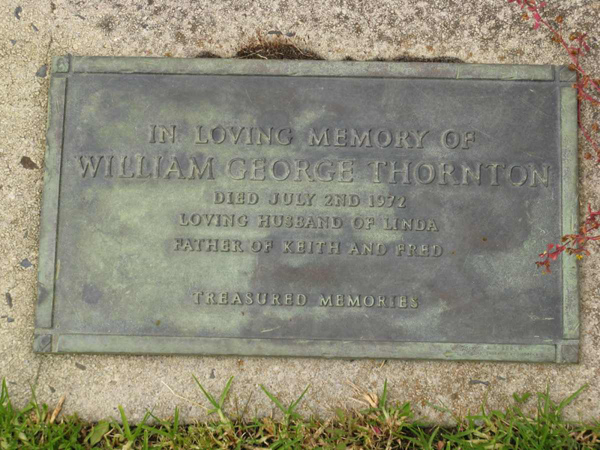 IN LOVING MEMORY OF
WILLIAM GEORGE THORNTON
DIED JULY 2ND 1972
LOVING HUSBAND OF LINDA
FATHER OF KEITH AND FRED
TREASURED MEMORIES